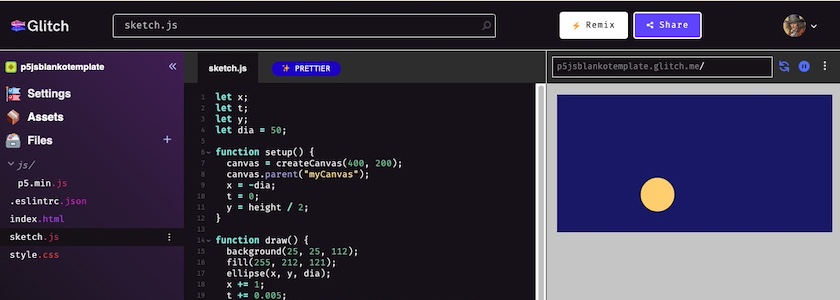 Glitch
sketch.js
Remix
Share
p5jsblankotemplate
Settings
Assets
Files
js/
p5.min.js
.eslintrc.json
index.html
sketch.js
style.css
sketch.js
PRETTIER
1 let x;
2 let t;
3 let y;
4 let dia = 50;
5
6 function setup() {
7 canvas = createCanvas(400, 200);
8 canvas.parent("myCanvas");
9 x = -dia;
10 t = 0;
11 y = height / 2;
12 }
13
14 function draw() {
15 background(25, 25, 112);
16 fill(255, 212, 121);
17 ellipse(x, y, dia);
18 x += 1;
19 t += 0.005;
p5jsblankotemplate.glitch.me/